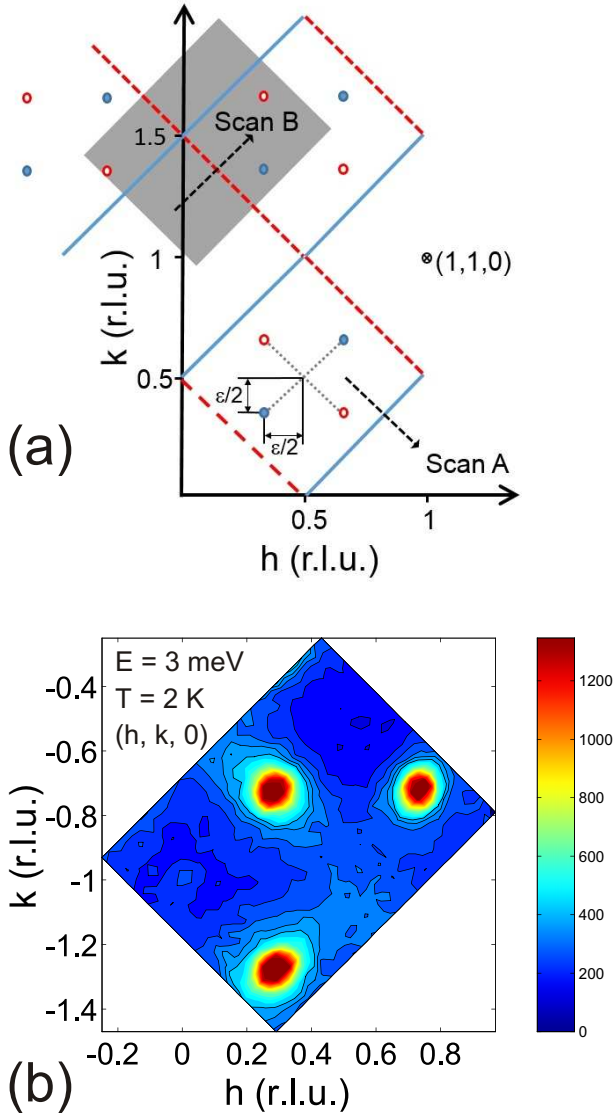 (a)
k (r.l.u.)
1.5
1
0.5
Scan B
(1,1,0)
ε/2
ε/2
Scan A
0.5
1
h (r.l.u.)
(b)
E = 3 meV
T = 2 K
(h, k, 0)
k (r.l.u.)
-0.4
-0.6
-0.8
-1
-1.2
-1.4
-0.2
0
0.2
0.4
0.6
0.8
h (r.l.u.)
1200
1000
800
600
400
200
0